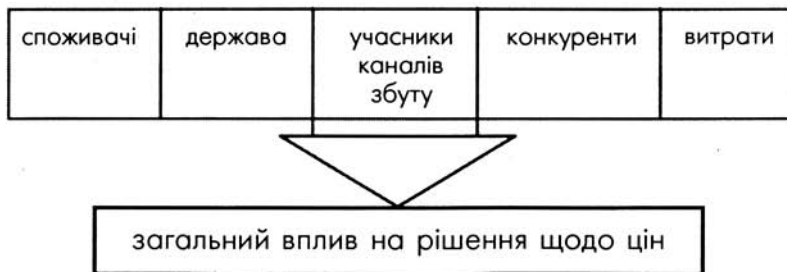 споживачі
держава
учасники
каналів
збуту
конкуренти
витрати
загальний вплив на рішення щодо цін